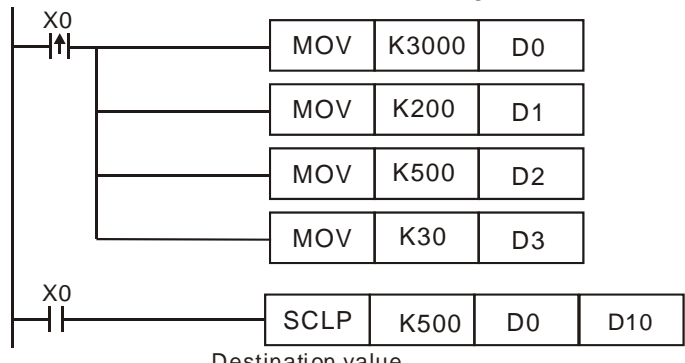 X0
MOV K3000 D0
MOV K200 D1
MOV K500 D2
MOV K30 D3
X0
SCLP K500 D0 D10
Destination value